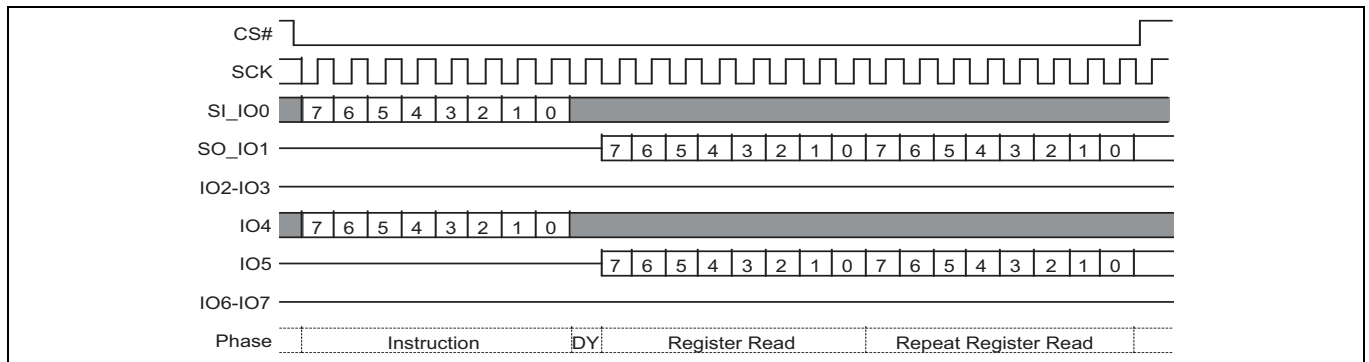 CS#
SCK
SI_IO0 7 6 5 4 3 2 1 0
SO_IO1 7 6 5 4 3 2 1 0 7 6 5 4 3 2 1 0
IO2-IO3
IO4 7 6 5 4 3 2 1 0
IO5 7 6 5 4 3 2 1 0 7 6 5 4 3 2 1 0
IO6-IO7
Phase Instruction DY Register Read Repeat Register Read